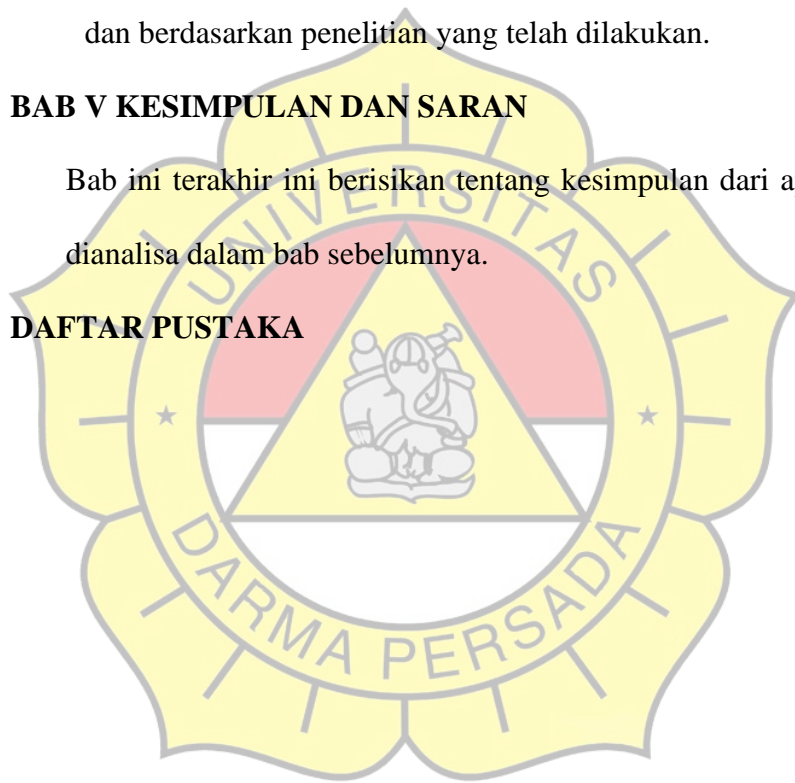 dan berdasarkan penelitian yang telah dilakukan.
BAB V KESIMPULAN DAN SARAN
Bab ini terakhir ini berisikan tentang kesimpulan dari
dianalisa dalam bab sebelumnya.
DAFTAR PUSTAKA
UNIVERSITAS
DARMA PERSADA